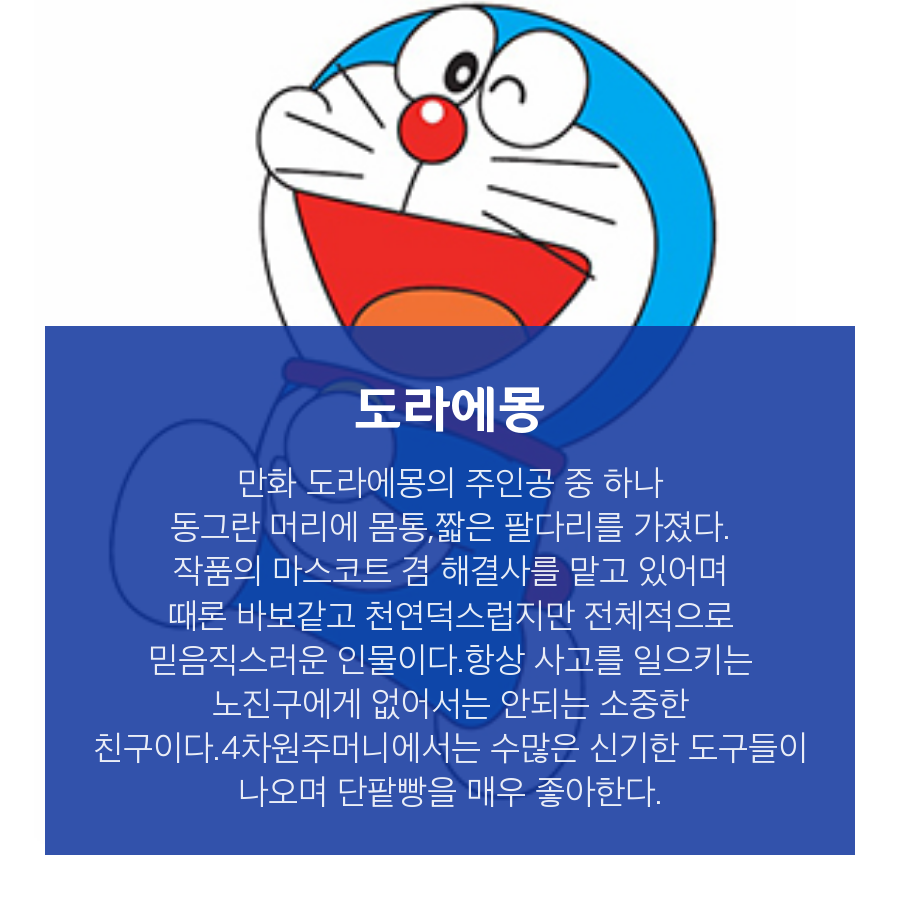 도라에몽
만화 도라에몽의 주인공 중 하나
동그란 머리에 몸통,짧은 팔다리를 가졌다.
작품의 마스코트 겸 해결사를 맡고 있어며
때론 바보같고 천연덕스럽지만 전체적으로
믿음직스러운 인물이다.항상 사고를 일으키는
노진구에게 없어서는 안되는 소중한
친구이다.4차원주머니에서는 수많은 신기한 도구들이
나오며 단팥빵을 매우 좋아한다.